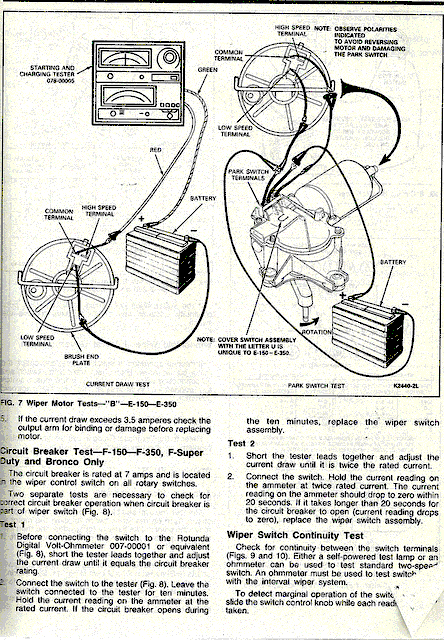 STARTING AND
CHARGING TESTER
078-00005
GREEN
RED
COMMON
TERMINAL
HIGH SPEED
TERMINAL
BATTERY
+
−
LOW SPEED
TERMINAL
BRUSH END
PLATE
CURRENT DRAW TEST
HIGH SPEED
TERMINAL
NOTE: OBSERVE POLARITIES
INDICATED
TO AVOID REVERSING
MOTOR AND DAMAGING
THE PARK SWITCH
COMMON
TERMINAL
LOW SPEED
TERMINAL
PARK SWITCH
TERMINALS
BATTERY
+
−
ROTATION
NOTE: COVER SWITCH ASSEMBLY
WITH THE LETTER U IS
UNIQUE TO E-150—E-350.
PARK SWITCH TEST
K2440-2L
FIG. 7 Wiper Motor Tests—"B"—E-150—E-350
5. If the current draw exceeds 3.5 amperes check the
output arm for binding or damage before replacing
motor.
Circuit Breaker Test—F-150—F-350, F-Super
Duty and Bronco Only
The circuit breaker is rated at 7 amps and is located
in the wiper control switch on all rotary switches.
Two separate tests are necessary to check for
correct circuit breaker operation when circuit breaker is
part of wiper switch (Fig. 8).
Test 1
Before connecting the switch to the Rotunda
Digital Volt-Ohmmeter 007-00001 or equivalent
(Fig. 8), short the tester leads together and adjust
the current draw until it equals the circuit breaker
rating.
2. Connect the switch to the tester (Fig. 8). Leave the
switch connected to the tester for ten minutes.
Hold the current reading on the ammeter at the
rated current. If the circuit breaker opens during
the ten minutes, replace the wiper switch
assembly.
Test 2
1. Short the tester leads together and adjust the
current draw until it is twice the rated current.
2. Connect the switch. Hold the current reading on
the ammeter at twice rated current. The current
reading on the ammeter should drop to zero within
20 seconds. If it takes longer than 20 seconds for
the circuit breaker to open (current reading drops
to zero), replace the wiper switch assembly.
Wiper Switch Continuity Test
Check for continuity between the switch terminals
(Figs. 9 and 10). Either a self-powered test lamp or an
ohmmeter can be used to test standard two-speed
switch. An ohmmeter must be used to test switch
with the interval wiper system.
To detect marginal operation of the switch
slide the switch control knob while each read
taken.